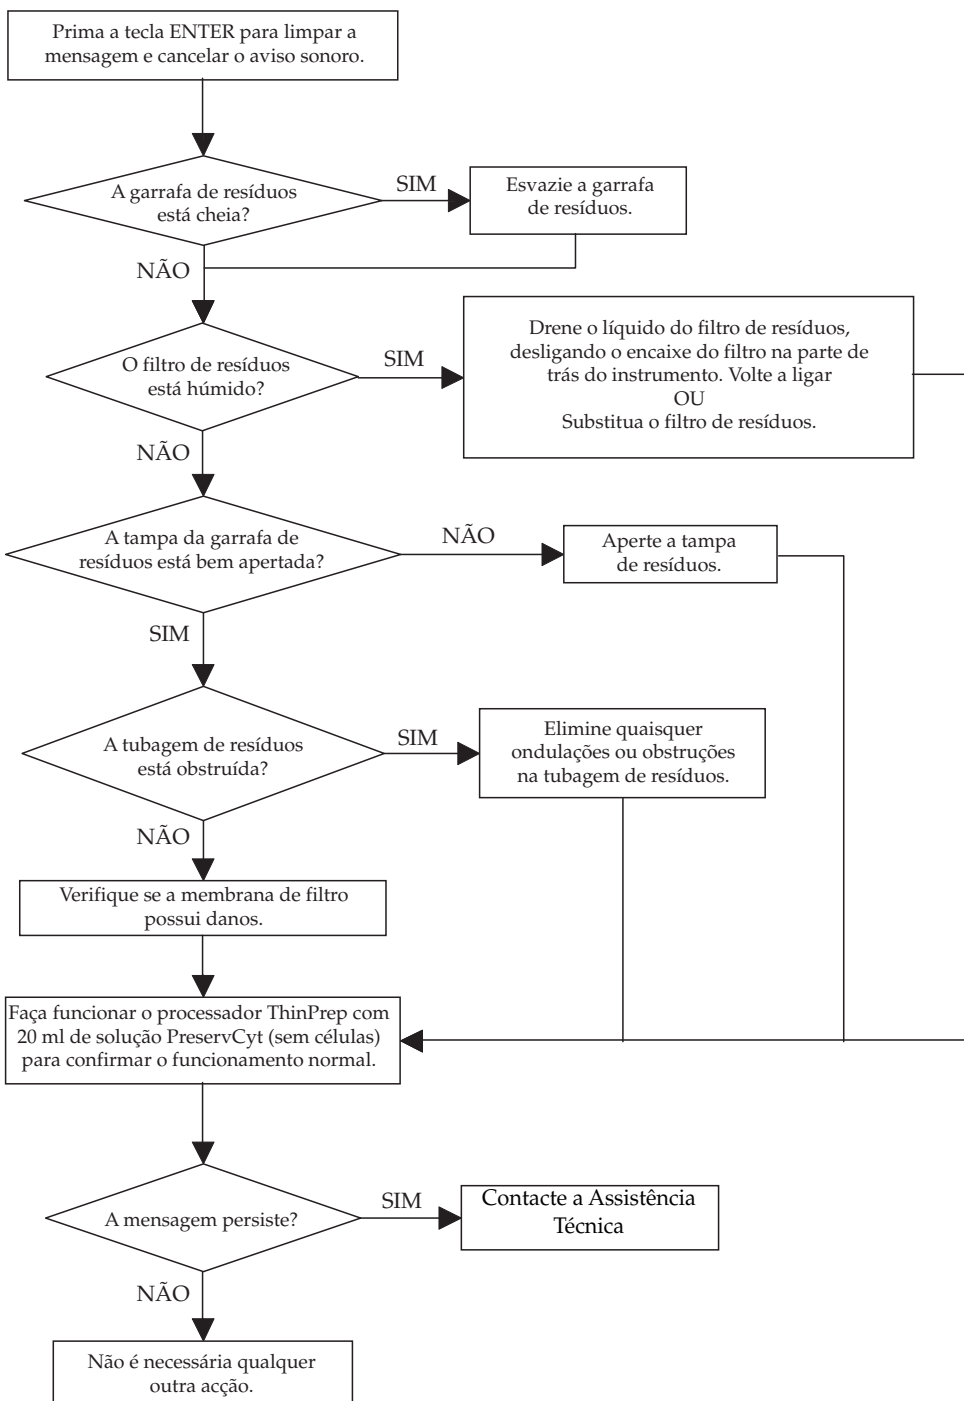 Prima a tecla ENTER para limpar a
mensagem e cancelar o aviso sonoro.
A garrafa de resíduos
está cheia?
SIM
Esvazie a garrafa
de resíduos.
NÃO
O filtro de resíduos
está húmido?
SIM
Drene o líquido do filtro de resíduos,
desligando o encaixe do filtro na parte de
trás do instrumento. Volte a ligar
OU
Substitua o filtro de resíduos.
NÃO
A tampa da garrafa de
resíduos está bem apertada?
NÃO
Aperte a tampa
de resíduos.
SIM
A tubagem de resíduos
está obstruída?
SIM
Elimine quaisquer
ondulações ou obstruções
na tubagem de resíduos.
NÃO
Verifique se a membrana de filtro
possui danos.
Faça funcionar o processador ThinPrep com
20 ml de solução PreservCyt (sem células)
para confirmar o funcionamento normal.
A mensagem persiste?
SIM
Contacte a Assistência
Técnica
NÃO
Não é necessária qualquer
outra acção.